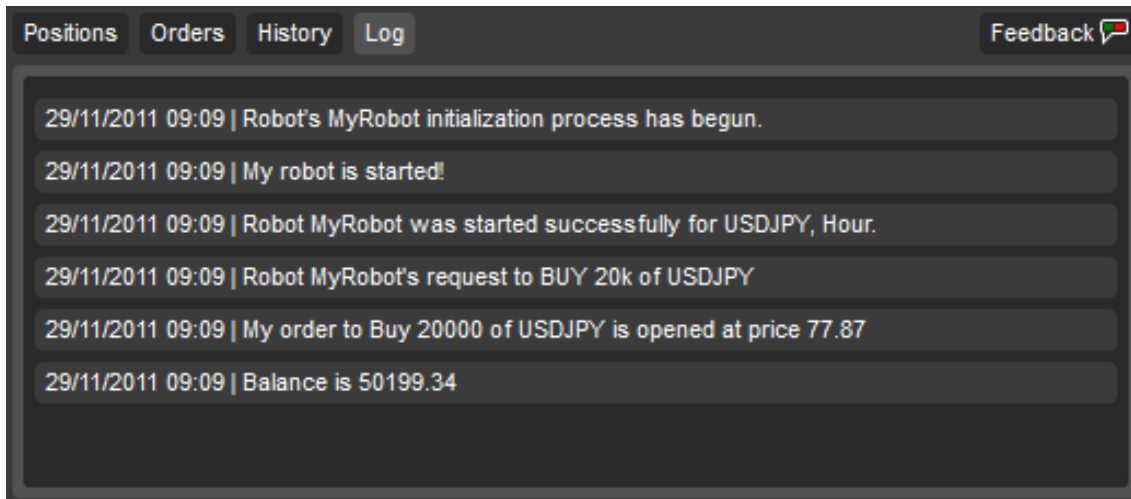 Positions Orders History Log Feedback
29/11/2011 09:09 | Robot's MyRobot initialization process has begun.
29/11/2011 09:09 | My robot is started!
29/11/2011 09:09 | Robot MyRobot was started successfully for USDJPY, Hour.
29/11/2011 09:09 | Robot MyRobot's request to BUY 20k of USDJPY
29/11/2011 09:09 | My order to Buy 20000 of USDJPY is opened at price 77.87
29/11/2011 09:09 | Balance is 50199.34